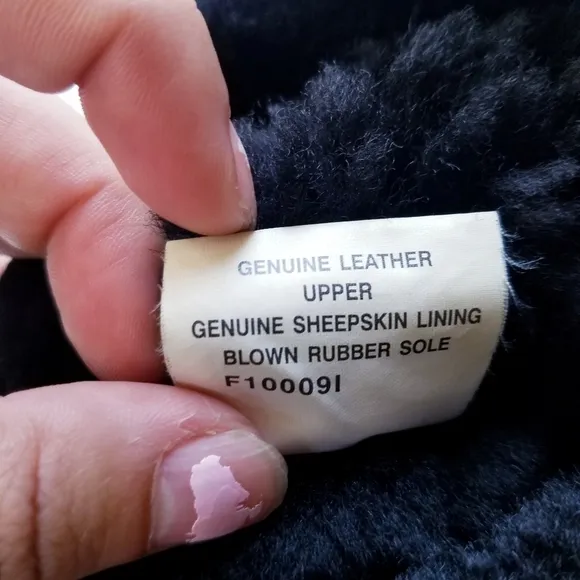 GENUINE LEATHER
UPPER
GENUINE SHEEPSKIN LINING
BLOWN RUBBER SOLE
F10009I